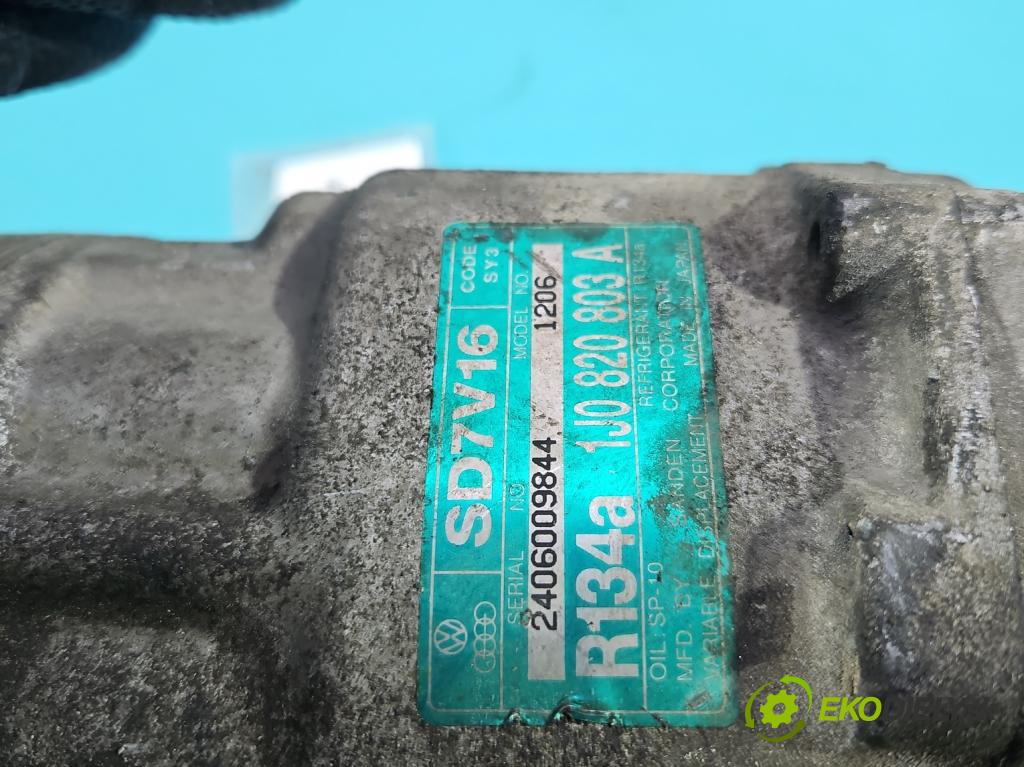 SD7V16
CODE
SY3
SERIAL NO
MODEL NO.
2406009844 1206
R134a 1J0 820 803 A
OIL: SP-10 REFRIGERANT R134a
MFD. BY SANDEN CORPORATION
VARIABLE DISPLACEMENT MADE IN JAPAN
EKO